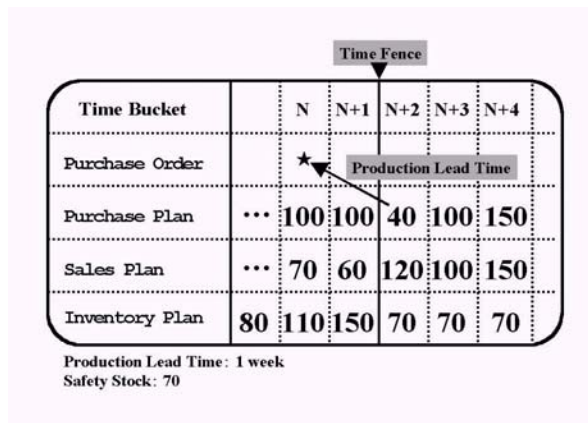 Time Fence
Time Bucket N N+1 N+2 N+3 N+4
Purchase Order ★ Production Lead Time
Purchase Plan ••• 100 100 40 100 150
Sales Plan ••• 70 60 120 100 150
Inventory Plan 80 110 150 70 70 70
Production Lead Time: 1 week
Safety Stock: 70